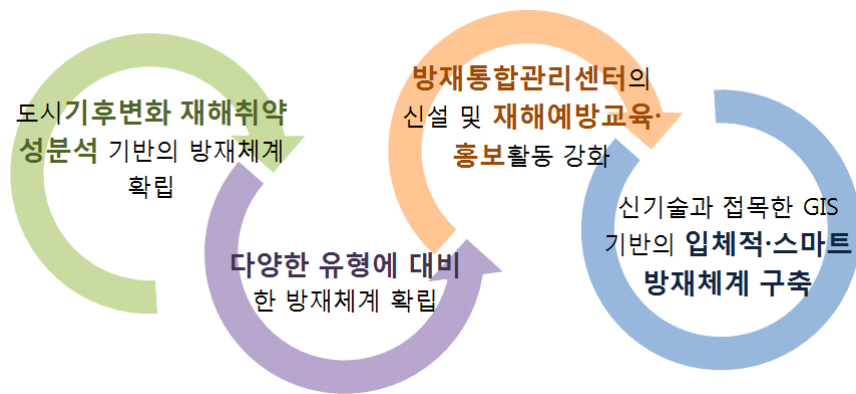 도시기후변화 재해취약
성분석 기반의 방재체계
확립
다양한 유형에 대비
한 방재체계 확립
방재통합관리센터의
신설 및 재해예방교육·
홍보활동 강화
신기술과 접목한 GIS
기반의 입체적·스마트
방재체계 구축